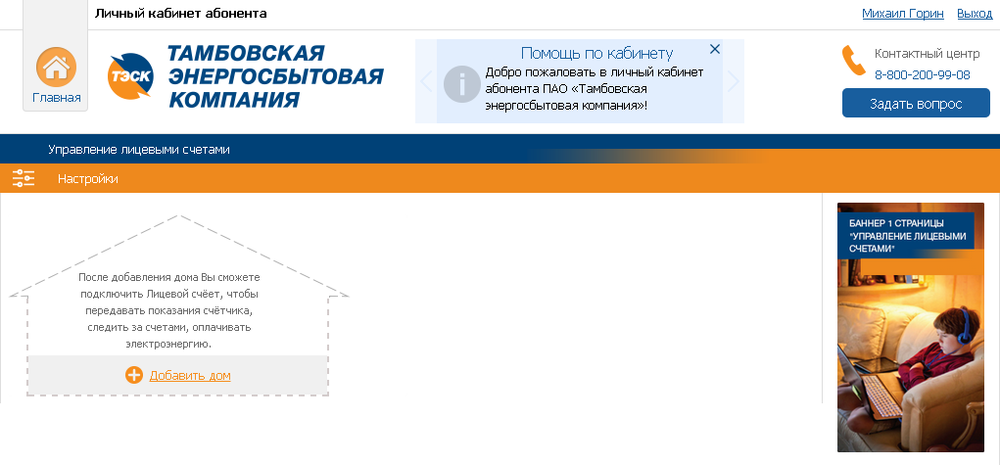 Личный кабинет абонента
Михаил Горин
Выход
Главная
ТЭСК
ТАМБОВСКАЯ
ЭНЕРГОСБЫТОВАЯ
КОМПАНИЯ
Помощь по кабинету
Добро пожаловать в личный кабинет
абонента ПАО «Тамбовская
энергосбытовая компания»!
Контактный центр
8-800-200-99-08
Задать вопрос
Управление лицевыми счетами
Настройки
После добавления дома Вы сможете
подключить Лицевой счёт, чтобы
передавать показания счётчика,
следить за счетами, оплачивать
электроэнергию.
Добавить дом
БАННЕР 1 СТРАНИЦЫ
"УПРАВЛЕНИЕ ЛИЦЕВЫМИ
СЧЕТАМИ"